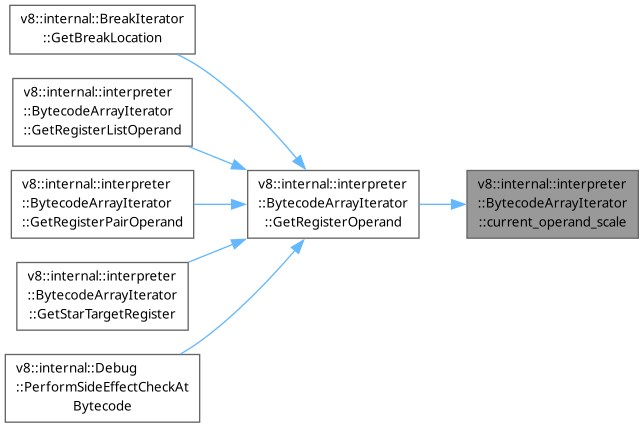 v8::internal::BreakIterator
::GetBreakLocation
v8::internal::interpreter
::BytecodeArrayIterator
::GetRegisterListOperand
v8::internal::interpreter
::BytecodeArrayIterator
::GetRegisterPairOperand
v8::internal::interpreter
::BytecodeArrayIterator
::GetStarTargetRegister
v8::internal::Debug
::PerformSideEffectCheckAt
Bytecode
v8::internal::interpreter
::BytecodeArrayIterator
::GetRegisterOperand
v8::internal::interpreter
::BytecodeArrayIterator
::current_operand_scale